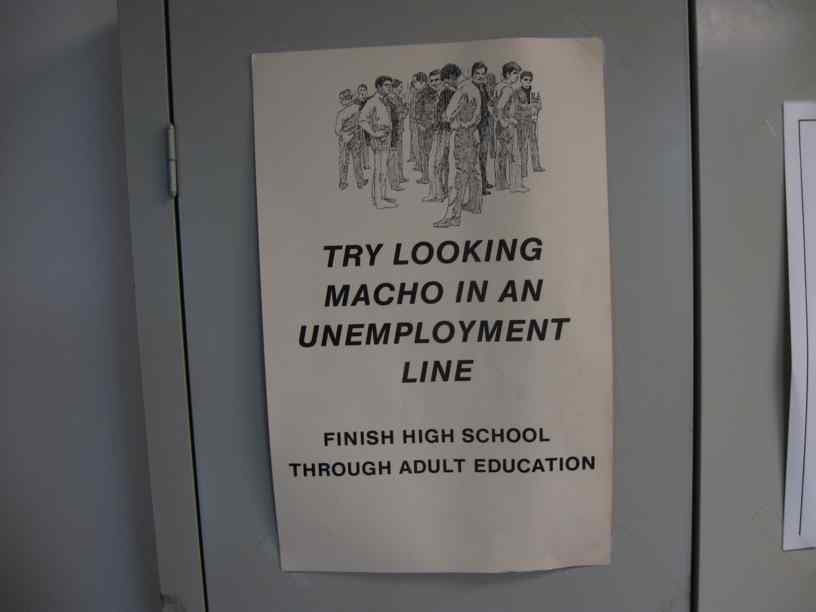 TRY LOOKING
MACHO IN AN
UNEMPLOYMENT
LINE
FINISH HIGH SCHOOL
THROUGH ADULT EDUCATION